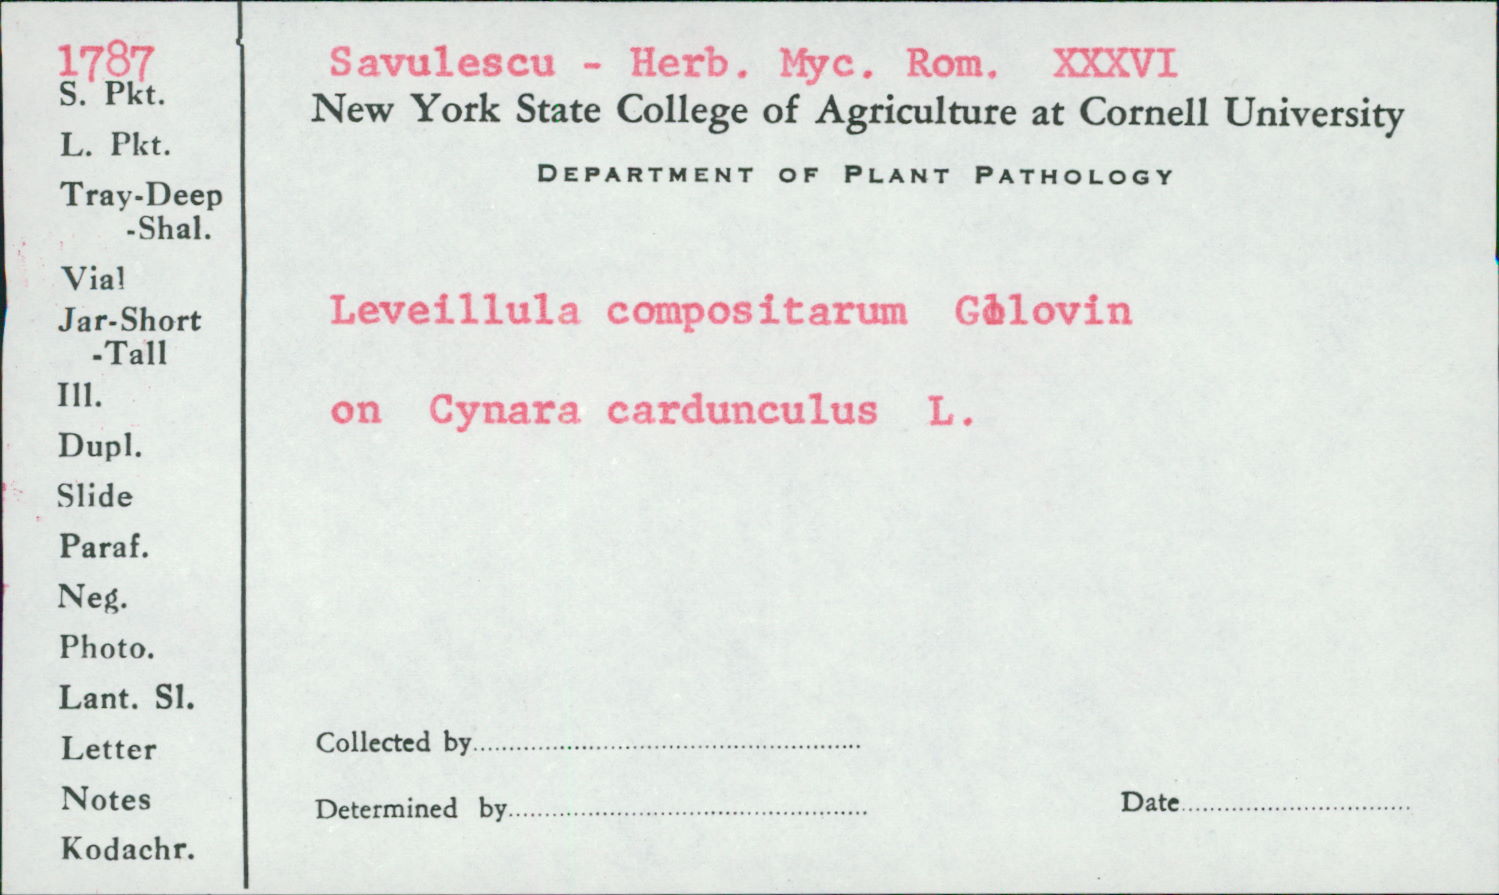 1787
S. Pkt.
L. Pkt.
Tray-Deep
-Shal.
Vial
Jar-Short
-Tall
Ill.
Dupl.
Slide
Paraf.
Neg.
Photo.
Lant. Sl.
Letter
Notes
Kodachr.
Savulescu - Herb. Myc. Rom. XXXVI
New York State College of Agriculture at Cornell University
DEPARTMENT OF PLANT PATHOLOGY
Leveillula compositarum Golovin
on Cynara cardunculus L.
Collected by
Determined by
Date